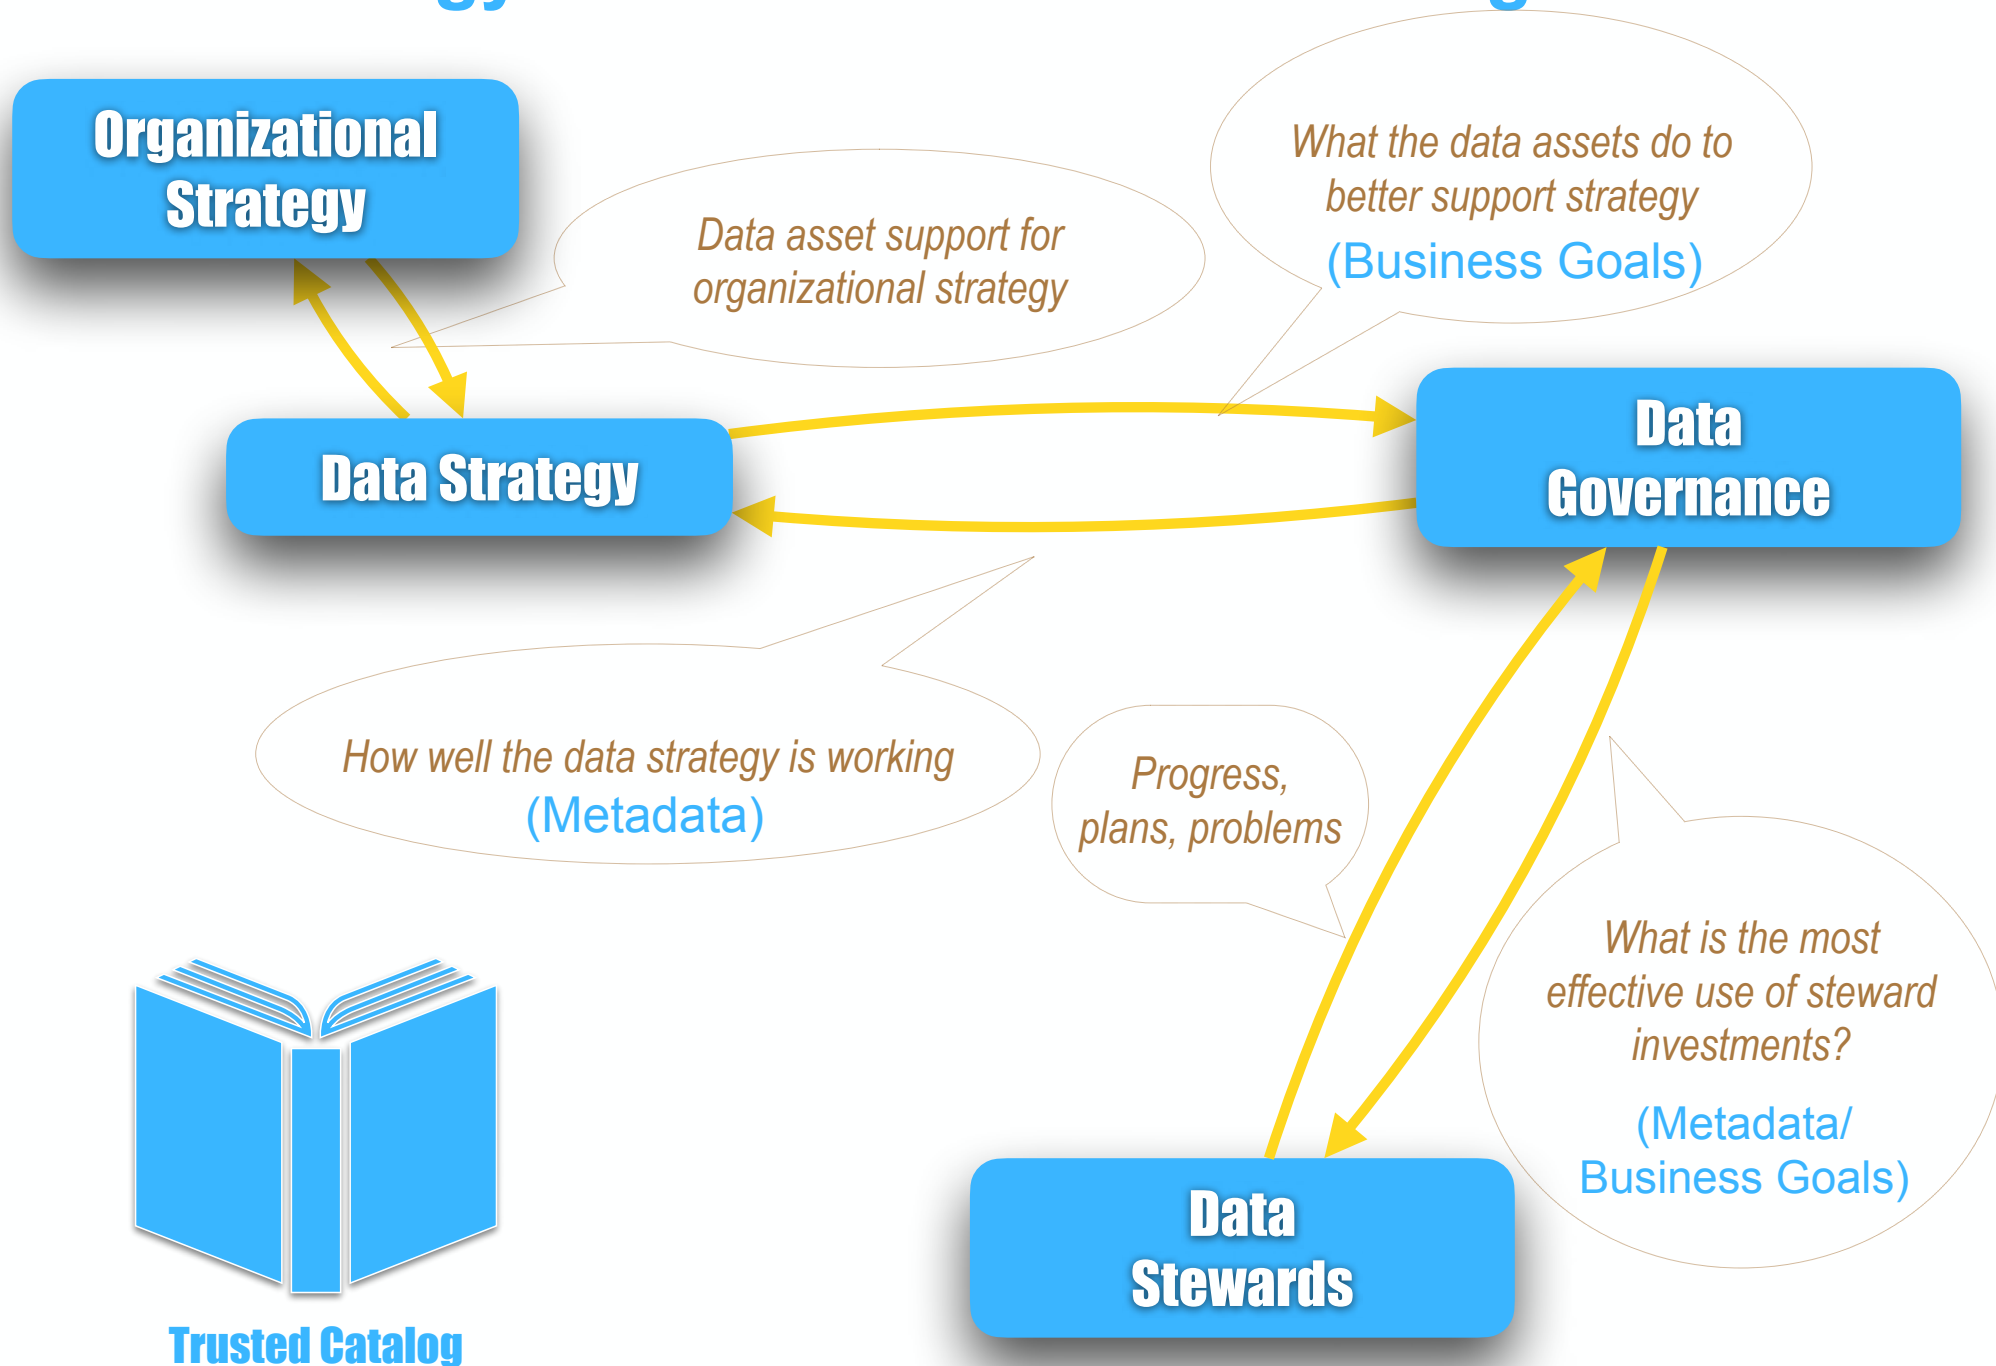 Organizational
Strategy
What the data assets do to
better support strategy
(Business Goals)
Data asset support for
organizational strategy
Data Strategy
Data
Governance
How well the data strategy is working
(Metadata)
Progress,
plans, problems
What is the most
effective use of steward
investments?
(Metadata/
Business Goals)
Data
Stewards
Trusted Catalog